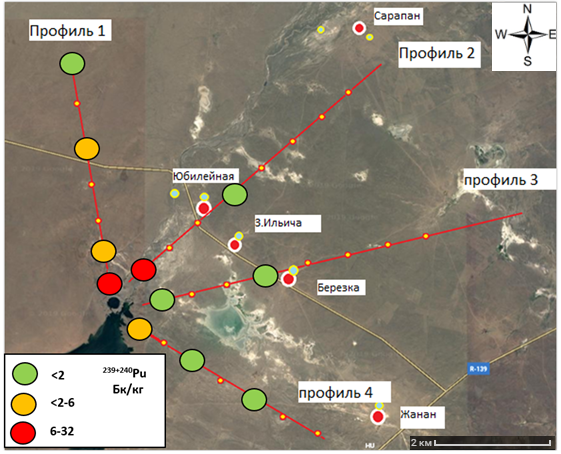 Сарапан
N
W E
S
Профиль 1
Профиль 2
Юбилейная
профиль 3
З.Ильича
Березка
R-139
<2 239+240Pu
Бк/кг
<2-6
6-32
профиль 4
Жанан
2 км